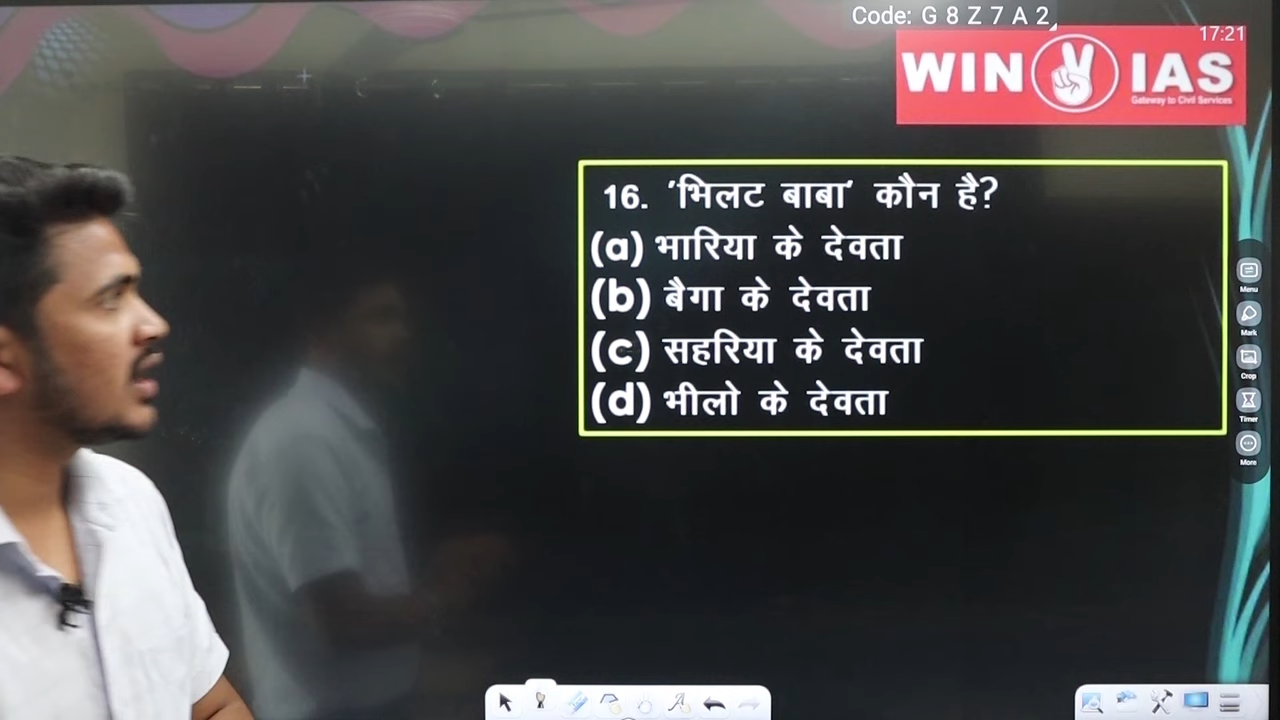 Code: G 8 Z 7 A 2
17:21
WIN IAS
Gateway to Civil Services
16. 'भिलट बाबा' कौन है?
(a) भारिया के देवता
(b) बैगा के देवता
(c) सहरिया के देवता
(d) भीलो के देवता
Menu
Mark
Crop
Timer
More